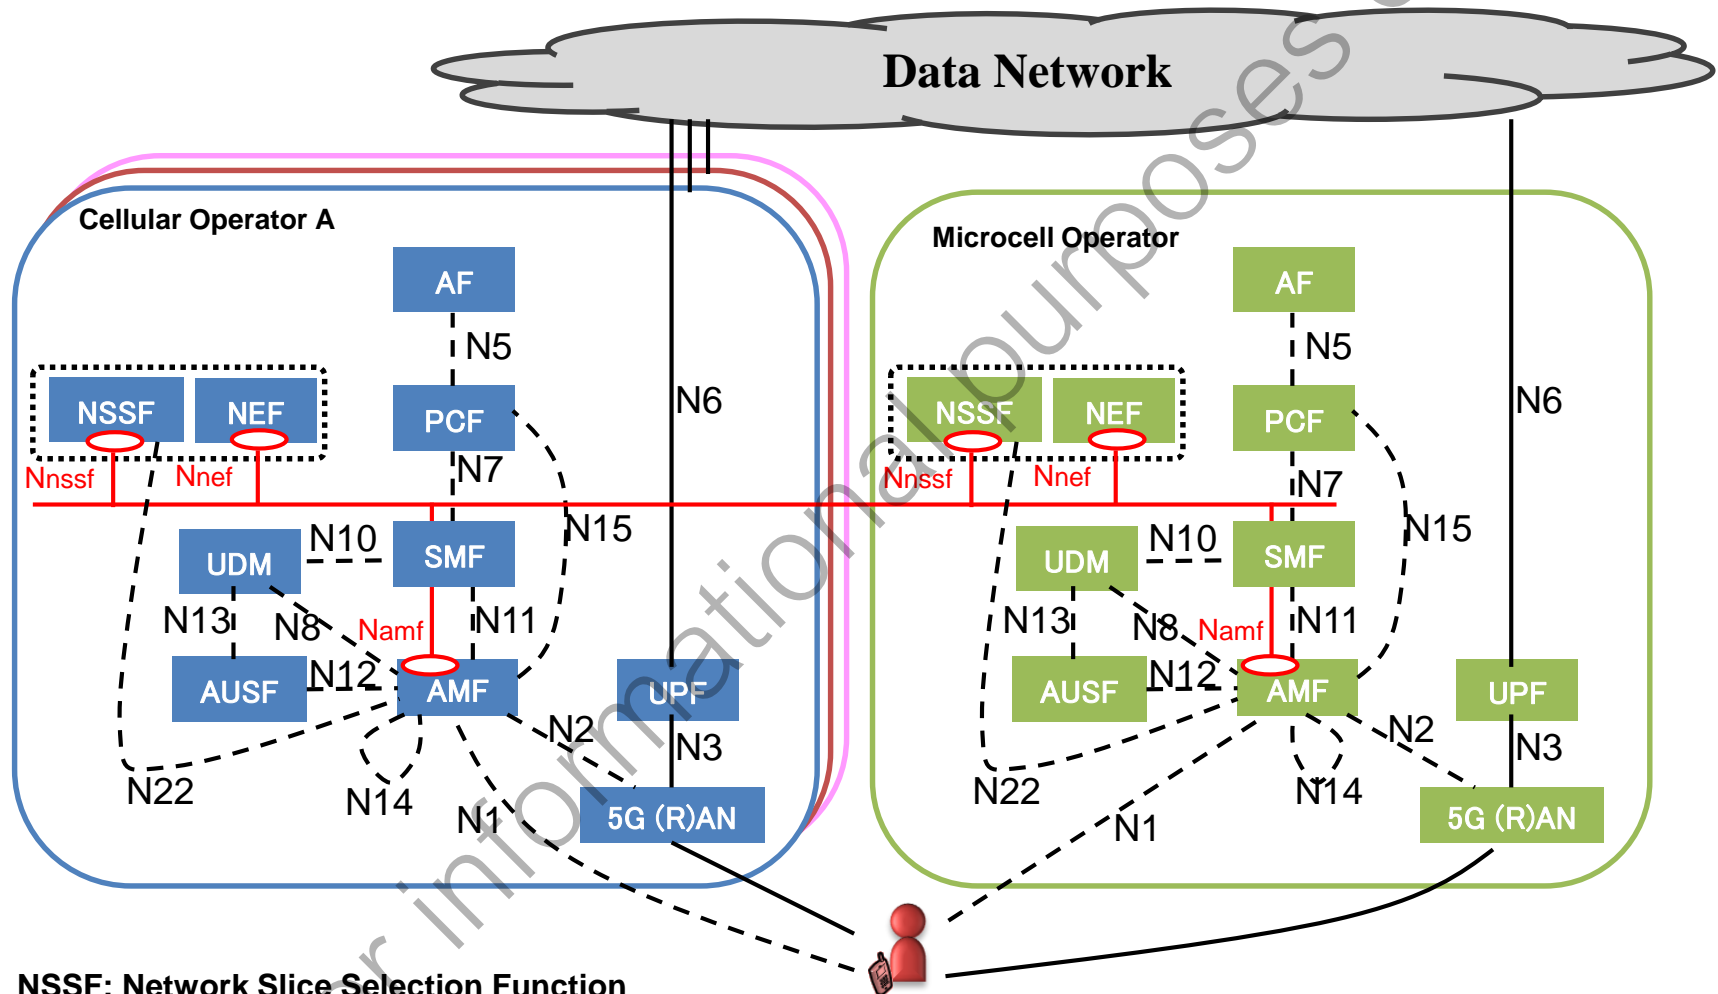 Data Network
Cellular Operator A
Microcell Operator
AF
AF
N5
N5
NSSF
NEF
PCF
N6
NSSF
NEF
PCF
N6
Nnssf
Nnef
N7
Nnssf
Nnef
N7
N15
N15
UDM
N10
SMF
UDM
N10
SMF
N13
N8
Namf
N11
N13
N8
Namf
N11
AUSF
N12
AMF
UPF
AUSF
N12
AMF
UPF
N2
N3
N2
N3
N22
N14
N1
5G (R)AN
N22
N14
N1
5G (R)AN
NSSF: Network Slice Selection Function
r informational purposes